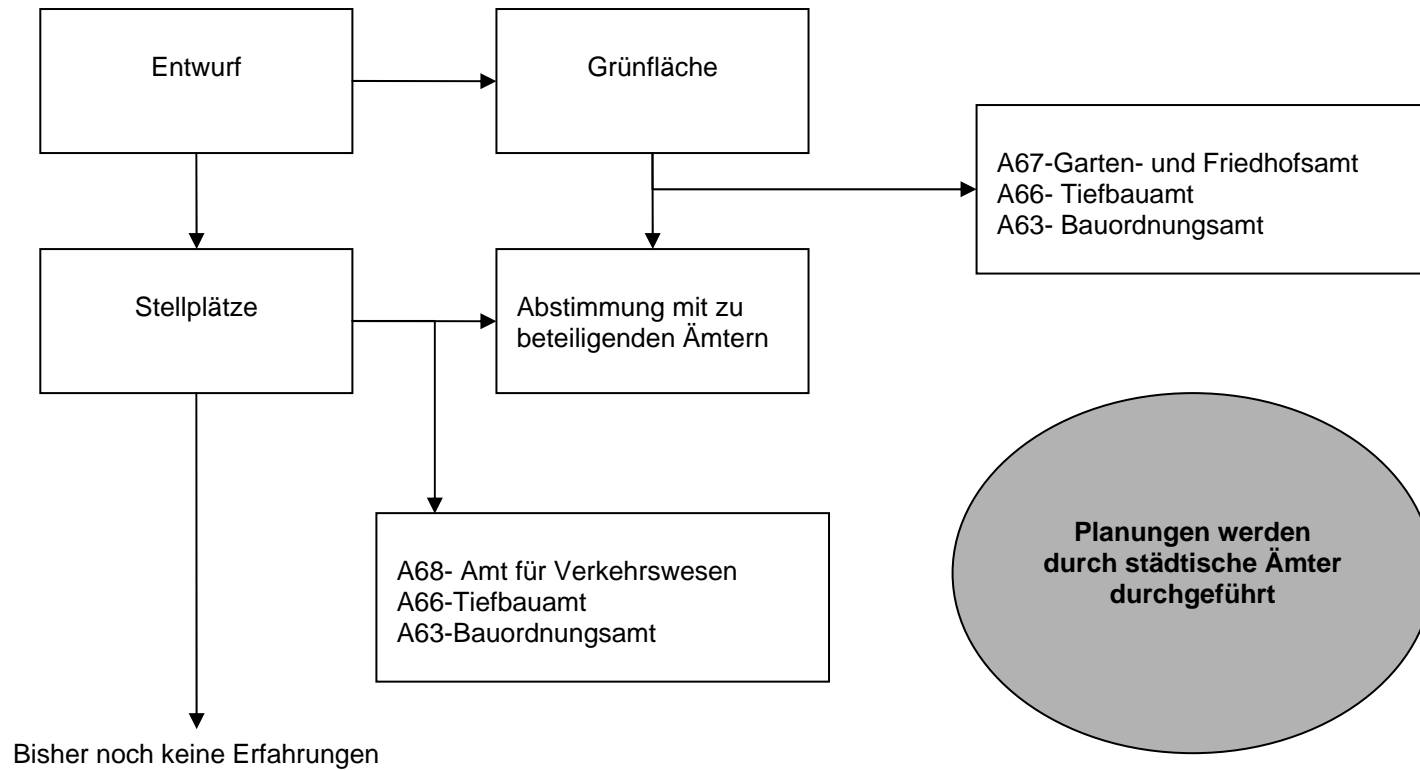 Entwurf
Grünfläche
A67-Garten- und Friedhofsamt
A66- Tiefbauamt
A63- Bauordnungsamt
Stellplätze
Abstimmung mit zu
beteiligenden Ämtern
A68- Amt für Verkehrswesen
A66-Tiefbauamt
A63-Bauordnungsamt
Planungen werden
durch städtische Ämter
durchgeführt
Bisher noch keine Erfahrungen